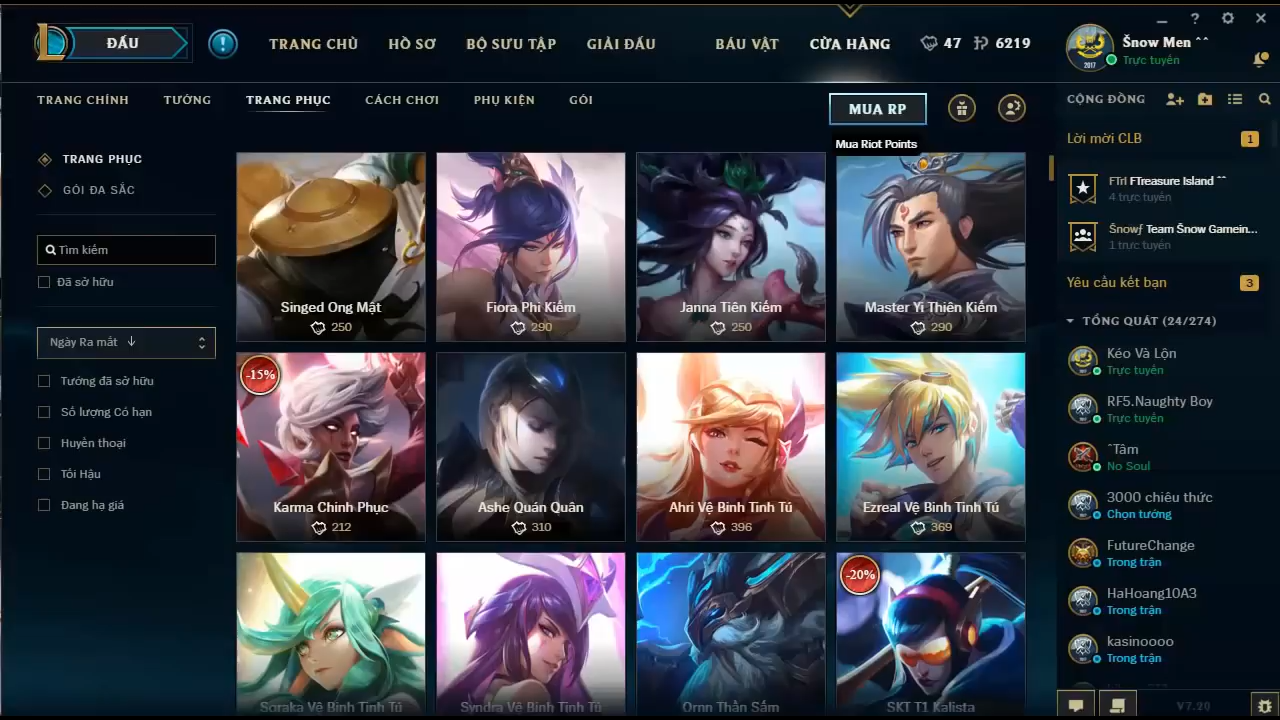 ĐẤU
!
TRANG CHỦ
HỒ SƠ
BỘ SƯU TẬP
GIẢI ĐẤU
BÁU VẬT
CỬA HÀNG
47
6219
?
Šnow Men ^^
Trực tuyến
2017
TRANG CHÍNH
TƯỚNG
TRANG PHỤC
CÁCH CHƠI
PHỤ KIỆN
GÓI
MUA RP
Mua Riot Points
TRANG PHỤC
GÓI ĐA SẮC
Tìm kiếm
Đã sở hữu
Ngày Ra mắt ↓
Tướng đã sở hữu
Số lượng Có hạn
Huyền thoại
Tối Hậu
Đang hạ giá
Singed Ong Mật
250
Fiora Phi Kiếm
290
Janna Tiên Kiếm
250
Master Yi Thiên Kiếm
290
-15%
Karma Chinh Phục
212
Ashe Quán Quân
310
Ahri Vệ Binh Tinh Tú
396
Ezreal Vệ Binh Tinh Tú
369
Soraka Vệ Binh Tinh Tú
Syndra Vệ Binh Tinh Tú
Ornn Thần Sấm
-20%
SKT T1 Kalista
CỘNG ĐỒNG
Lời mời CLB
1
FTrI FTreasure Island ^^
4 trực tuyến
Šnowƒ Team Šnow Gamein...
1 trực tuyến
Yêu cầu kết bạn
3
TỔNG QUÁT (24/274)
Kéo Và Lộn
Trực tuyến
RF5.Naughty Boy
Trực tuyến
^Tâm
No Soul
3000 chiêu thức
Chọn tướng
FutureChange
Trong trận
HaHoang10A3
Trong trận
kasinoooo
Trong trận
V7.20